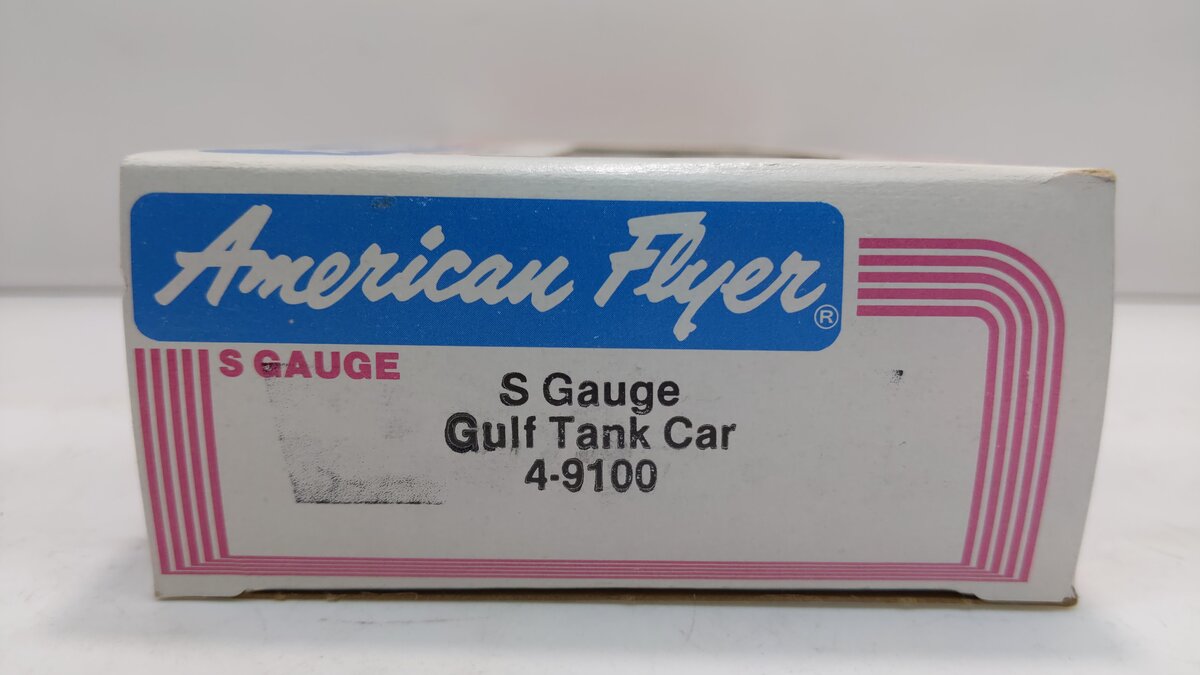 American Flyer®
S GAUGE
S Gauge
Gulf Tank Car
4-9100